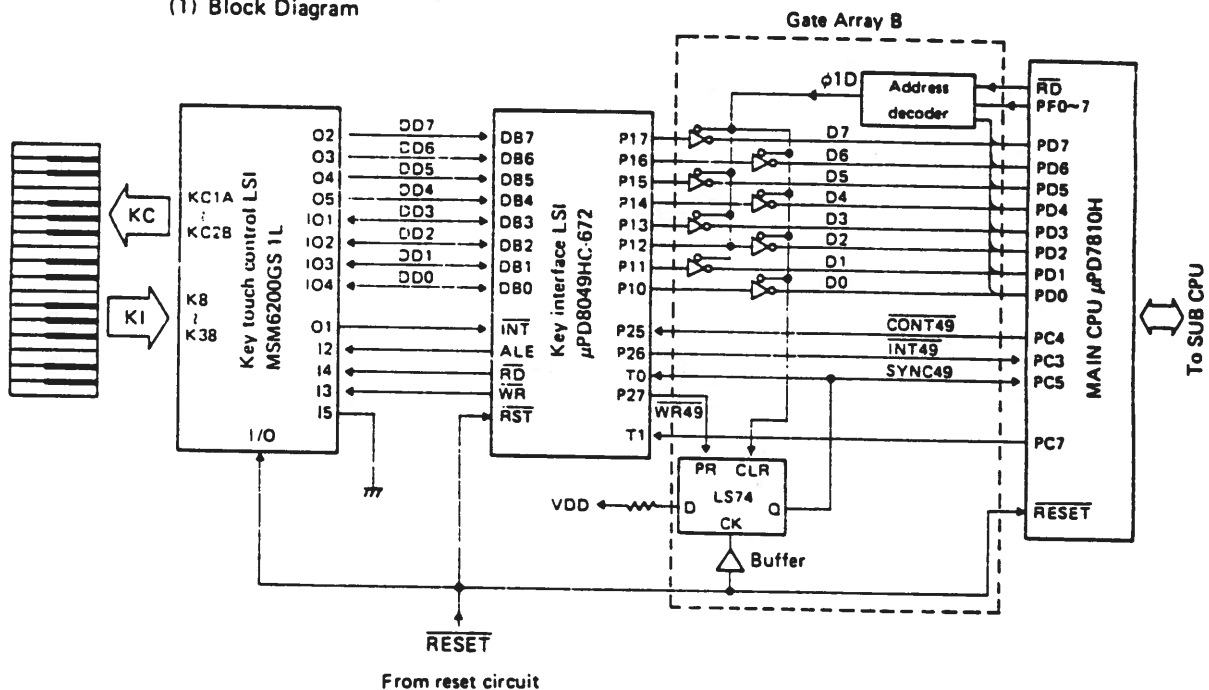 (1) Block Diagram
Gate Array B
φ1D
Address
decoder
RD
PF0~7
KC
KI
KC1A
~
KC2B
K8
~
K38
Key touch control LSI
MSM6200GS 1L
O2
O3
O4
O5
IO1
IO2
IO3
IO4
O1
I2
I4
I3
I5
I/O
DD7
DD6
DD5
DD4
DD3
DD2
DD1
DD0
DB7
DB6
DB5
DB4
DB3
DB2
DB1
DB0
INT
ALE
RD
WR
RST
Key interface LSI
μPD8049HC-672
P17
P16
P15
P14
P13
P12
P11
P10
P25
P26
T0
P27
T1
D7
D6
D5
D4
D3
D2
D1
D0
CONT49
INT49
SYNC49
WR49
PD7
PD6
PD5
PD4
PD3
PD2
PD1
PD0
PC4
PC3
PC5
PC7
RESET
MAIN CPU μPD7810H
To SUB CPU
PR CLR
LS74
D
Q
CK
VDD
Buffer
RESET
From reset circuit